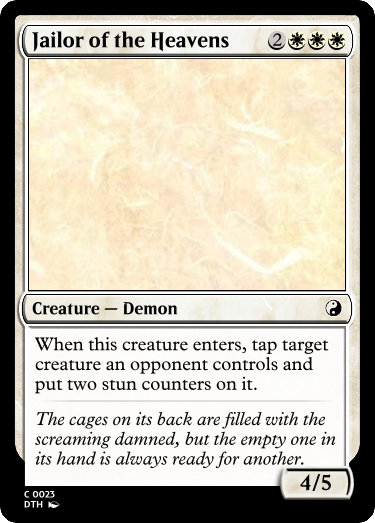 Jailor of the Heavens 2
Creature — Demon
When this creature enters, tap target
creature an opponent controls and
put two stun counters on it.
The cages on its back are filled with the
screaming damned, but the empty one in
its hand is always ready for another.
4/5
C 0023
DTH